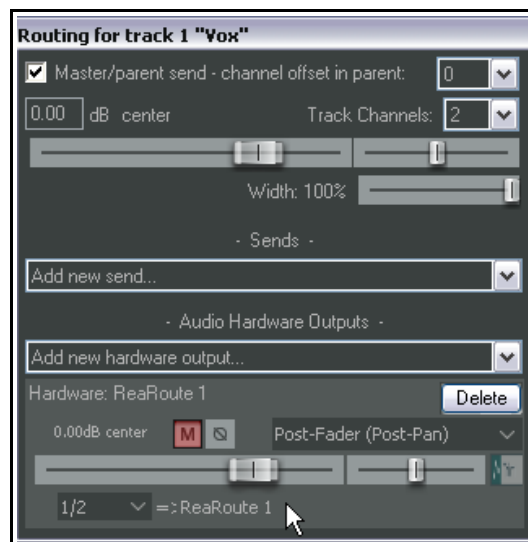 Routing for track 1 "Vox"
Master/parent send - channel offset in parent: 0
0.00 dB center Track Channels: 2
Width: 100%
- Sends -
Add new send...
- Audio Hardware Outputs -
Add new hardware output...
Hardware: ReaRoute 1 Delete
0.00dB center M Post-Fader (Post-Pan)
1/2 =>ReaRoute 1